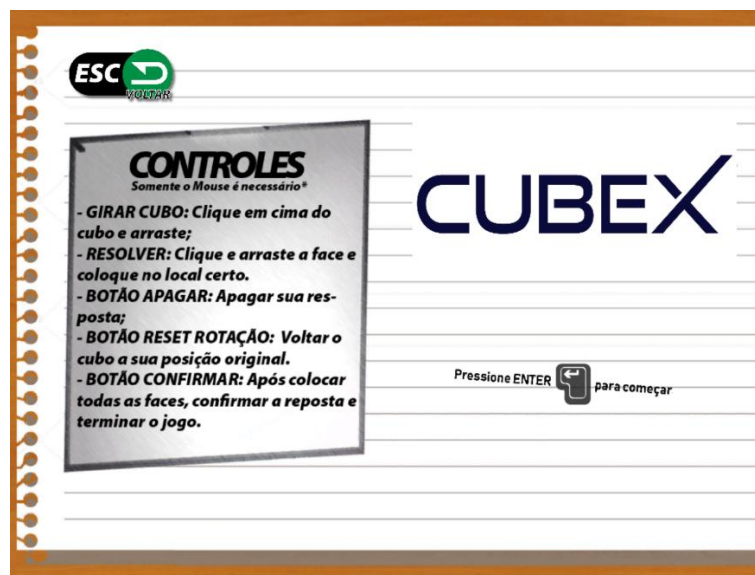 ESC
VOLTAR
CONTROLES
Somente o Mouse é necessário*
- GIRAR CUBO: Clique em cima do
cubo e arraste;
- RESOLVER: Clique e arraste a face e
coloque no local certo.
- BOTÃO APAGAR: Apagar sua res-
posta;
- BOTÃO RESET ROTAÇÃO: Voltar o
cubo a sua posição original.
- BOTÃO CONFIRMAR: Após colocar
todas as faces, confirmar a reposta e
terminar o jogo.
CUBEX
Pressione ENTER para começar